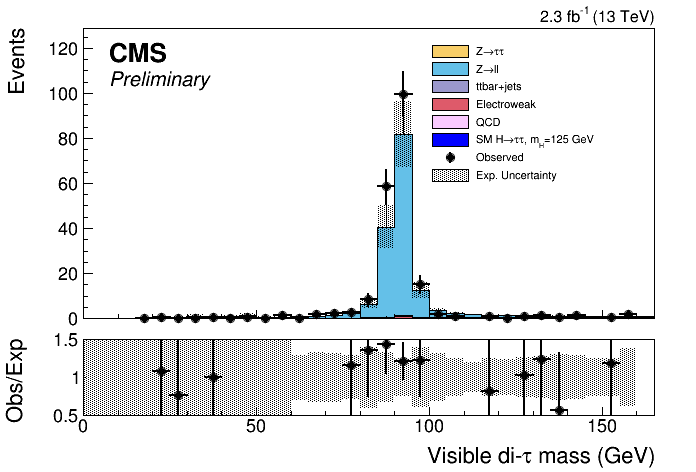 2.3 fb⁻¹ (13 TeV)
Events
CMS
Preliminary
Z→ττ
Z→ll
ttbar+jets
Electroweak
QCD
SM H→ττ, m_H=125 GeV
Observed
Exp. Uncertainty
120
100
80
60
40
20
0
Obs/Exp
1.5
1
0.5
0 50 100 150
Visible di-τ mass (GeV)